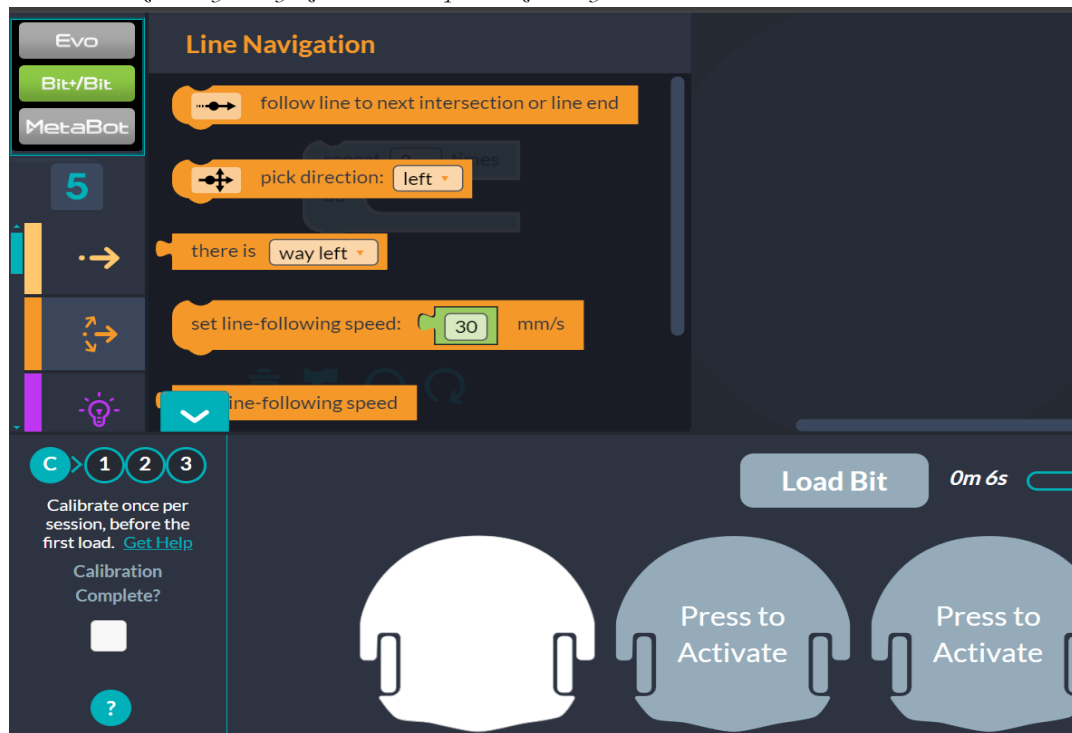 Evo
Bit+/Bit
MetaBot
5
Line Navigation
follow line to next intersection or line end
repeat times
pick direction: left
there is way left
set line-following speed: 30 mm/s
ine-following speed
C > 1 2 3
Calibrate once per
session, before the
first load. Get Help
Calibration
Complete?
?
Load Bit 0m 6s
Press to
Activate
Press to
Activate